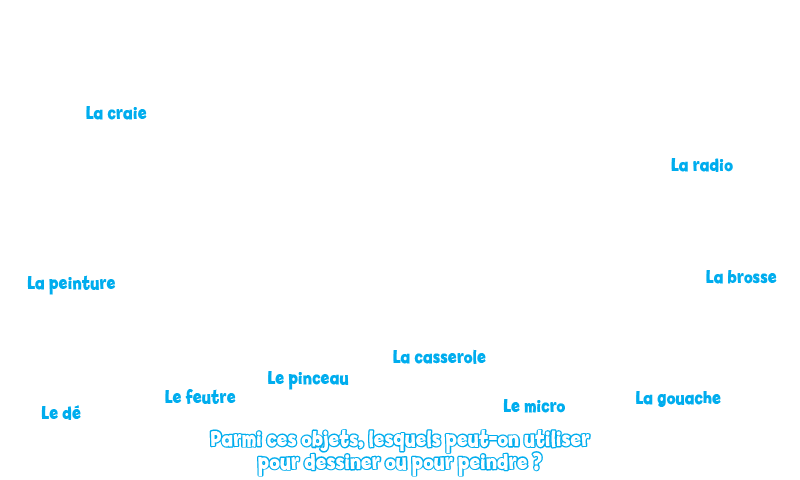 La craie
La radio
La peinture
La brosse
La casserole
Le pinceau
Le feutre
La gouache
Le micro
Le dé
Parmi ces objets, lesquels peut-on utiliser
pour dessiner ou pour peindre ?